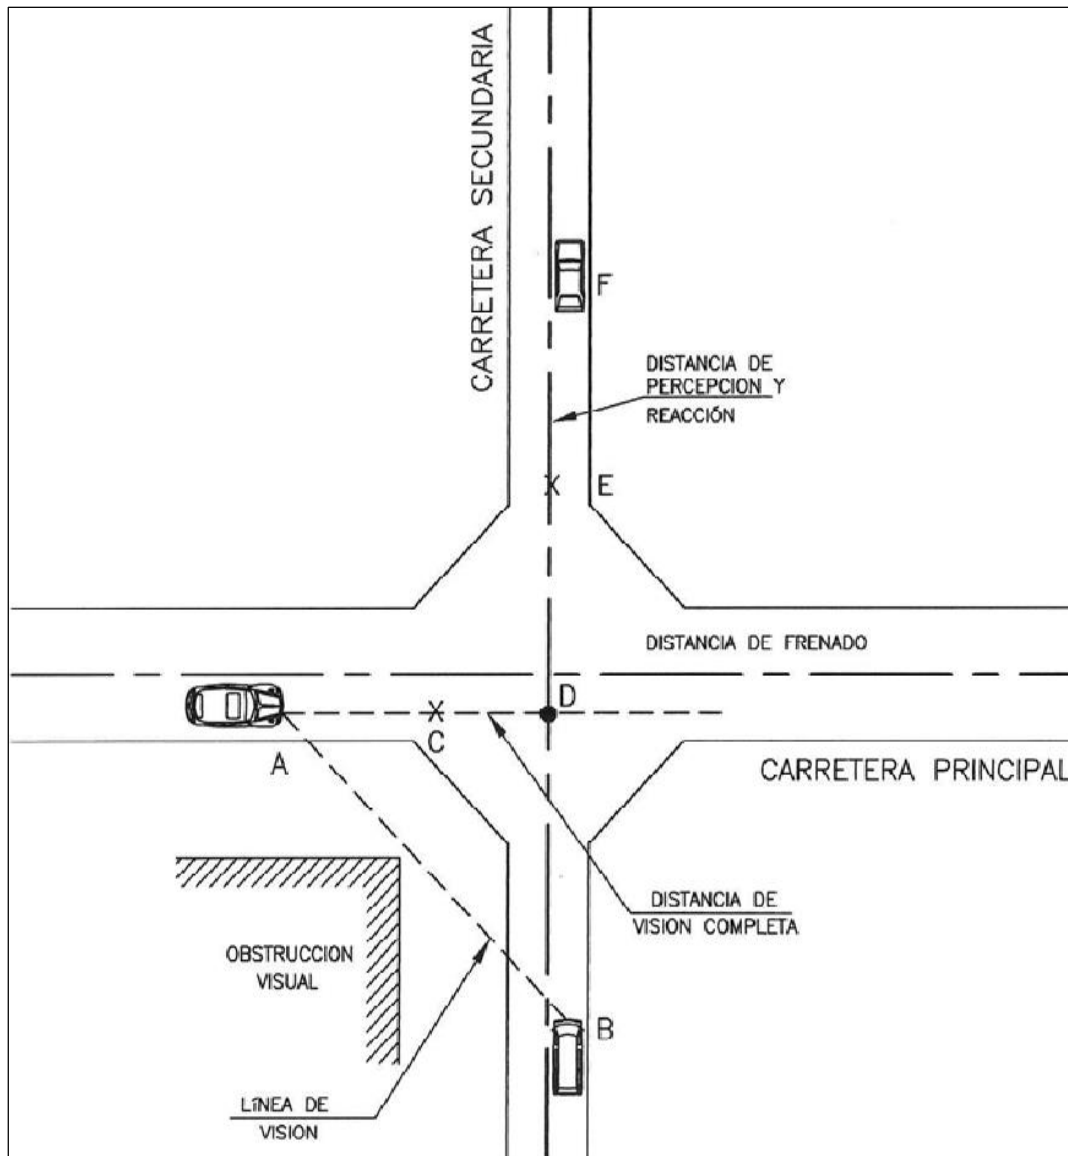 CARRETERA SECUNDARIA
F
DISTANCIA DE
PERCEPCION Y
REACCIÓN
X
E
DISTANCIA DE FRENADO
D
X
C
A
CARRETERA PRINCIPAL
DISTANCIA DE
VISION COMPLETA
OBSTRUCCION
VISUAL
B
LÍNEA DE
VISION